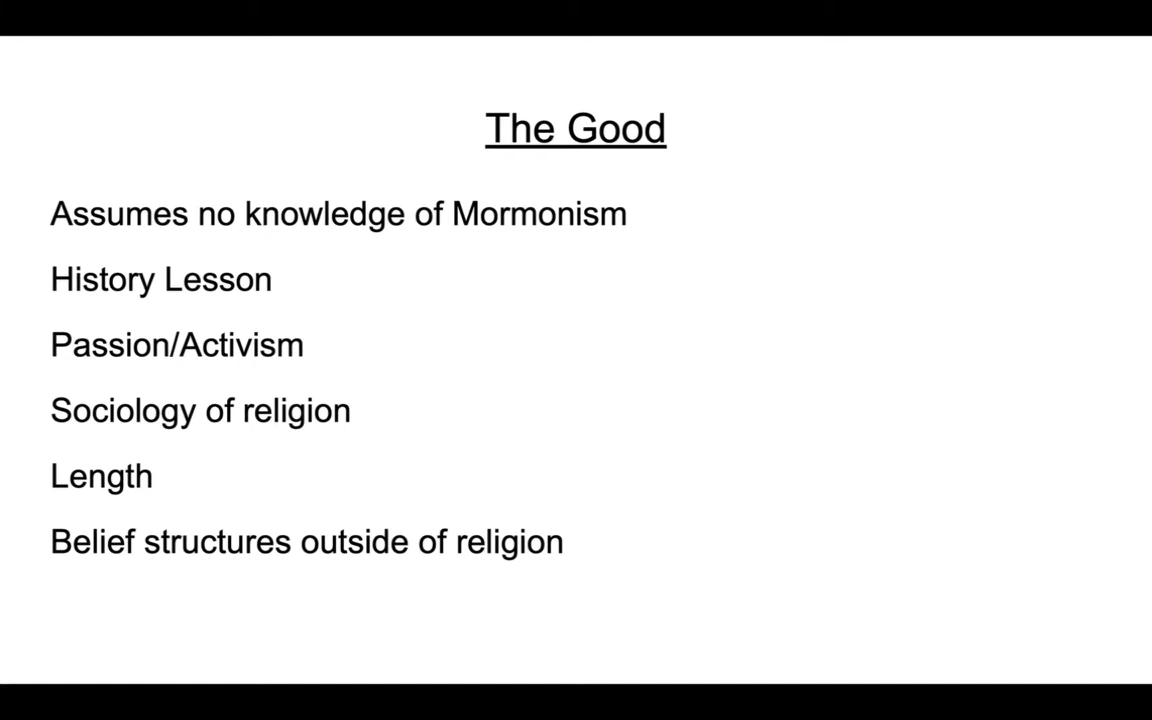 The Good
Assumes no knowledge of Mormonism
History Lesson
Passion/Activism
Sociology of religion
Length
Belief structures outside of religion